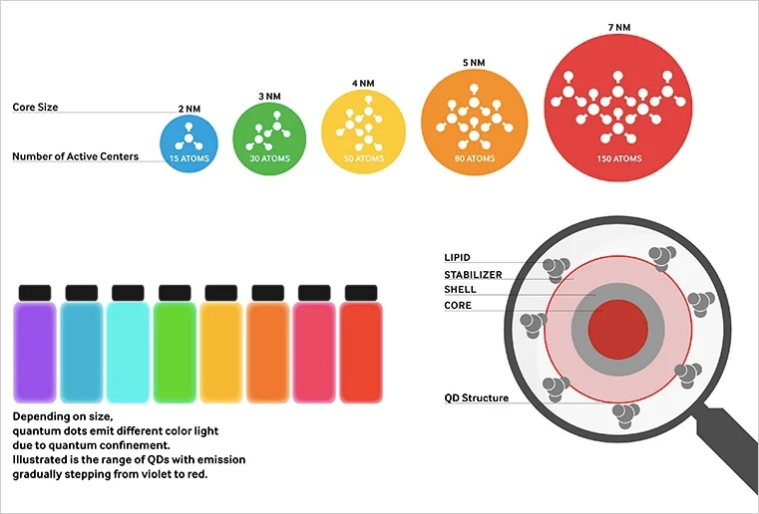 7 NM
5 NM
4 NM
3 NM
2 NM
Core Size
Number of Active Centers
15 ATOMS
30 ATOMS
50 ATOMS
80 ATOMS
150 ATOMS
LIPID
STABILIZER
SHELL
CORE
QD Structure
Depending on size,
quantum dots emit different color light
due to quantum confinement.
Illustrated is the range of QDs with emission
gradually stepping from violet to red.